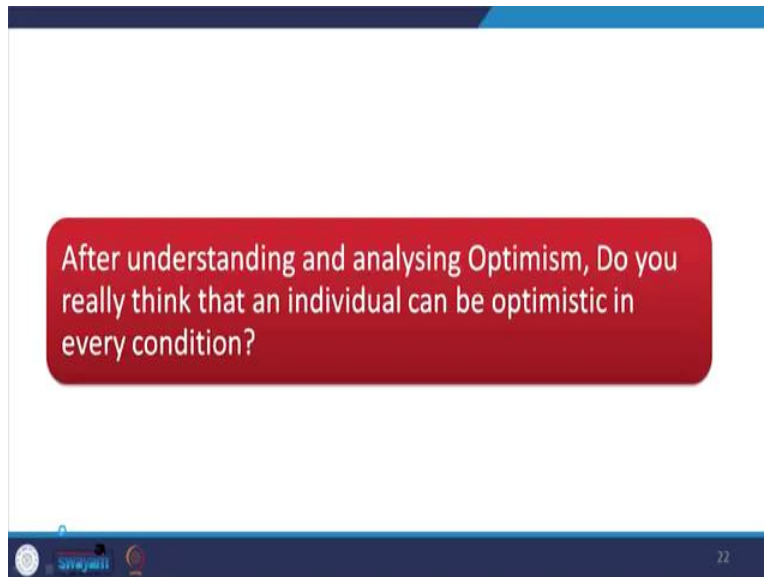 After understanding and analysing Optimism, Do you
really think that an individual can be optimistic in
every condition?
swayam
22